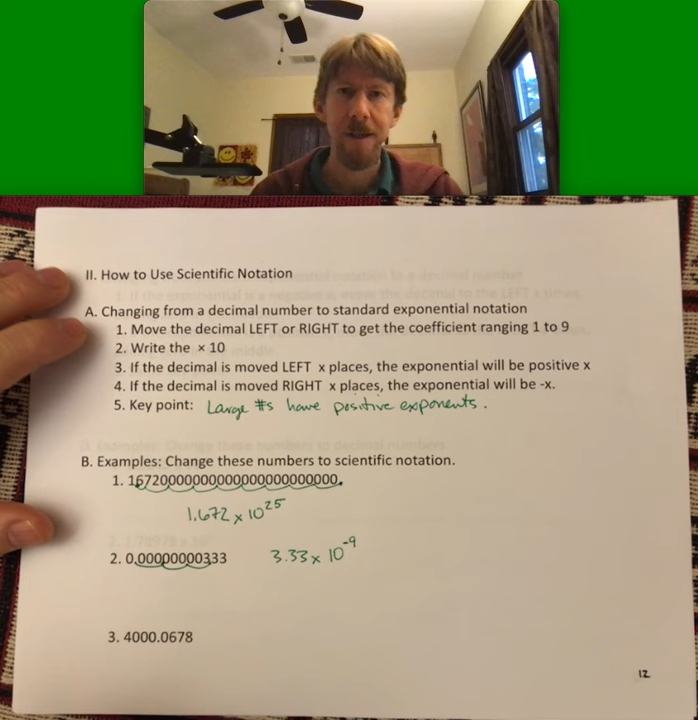 II. How to Use Scientific Notation
A. Changing from a decimal number to standard exponential notation
1. Move the decimal LEFT or RIGHT to get the coefficient ranging 1 to 9
2. Write the × 10
3. If the decimal is moved LEFT x places, the exponential will be positive x
4. If the decimal is moved RIGHT x places, the exponential will be -x.
5. Key point: Large #s have positive exponents.
B. Examples: Change these numbers to scientific notation.
1. 16720000000000000000000000.
1.672 x 10²⁵
2. 0.00000000333 3.33 x 10⁻⁹
3. 4000.0678
12